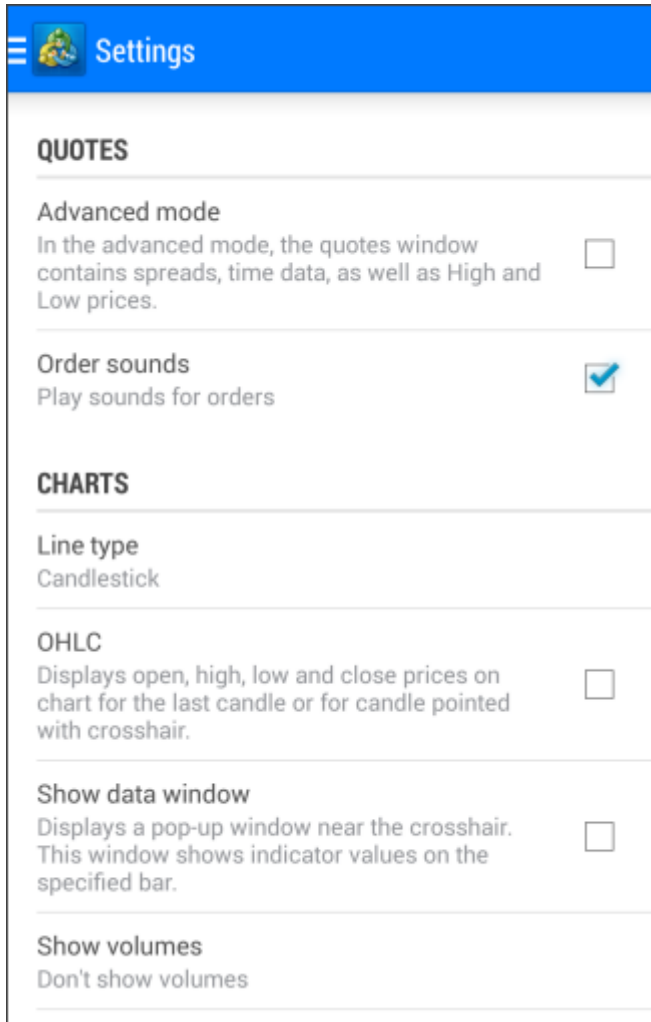 Settings
QUOTES
Advanced mode
In the advanced mode, the quotes window
contains spreads, time data, as well as High and
Low prices.
Order sounds
Play sounds for orders
CHARTS
Line type
Candlestick
OHLC
Displays open, high, low and close prices on
chart for the last candle or for candle pointed
with crosshair.
Show data window
Displays a pop-up window near the crosshair.
This window shows indicator values on the
specified bar.
Show volumes
Don't show volumes